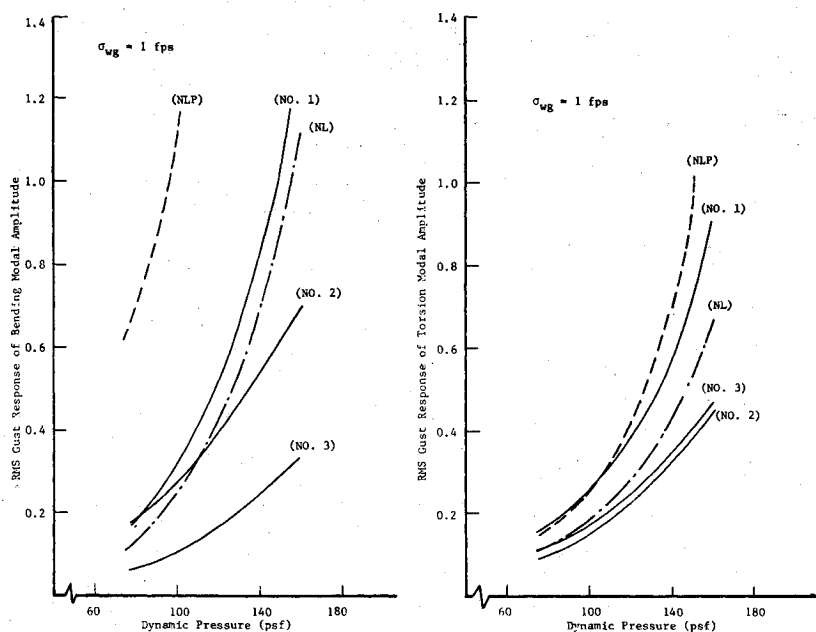 1.4
σwg = 1 fps
1.2
(NLP)
(NO. 1)
(NL)
1.0
0.8
(NO. 2)
0.6
0.4
(NO. 3)
0.2
RMS Gust Response of Bending Modal Amplitude
60
100
140
180
Dynamic Pressure (psf)
1.4
1.2
σwg = 1 fps
(NLP)
1.0
(NO. 1)
0.8
(NL)
0.6
(NO. 3)
(NO. 2)
0.4
0.2
RMS Gust Response of Torsion Modal Amplitude
60
100
140
180
Dynamic Pressure (psf)